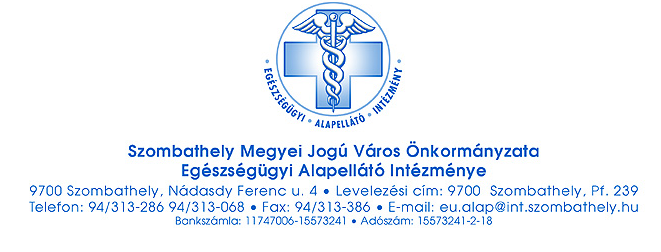 • EGÉSZSÉGÜGYI • ALAPELLÁTÓ • INTÉZMÉNY •
Szombathely Megyei Jogú Város Önkormányzata
Egészségügyi Alapellátó Intézménye
9700 Szombathely, Nádasdy Ferenc u. 4 • Levelezési cím: 9700 Szombathely, Pf. 239
Telefon: 94/313-286 94/313-068 • Fax: 94/313-386 • E-mail: eu.alap@int.szombathely.hu
Bankszámla: 11747006-15573241 • Adószám: 15573241-2-18